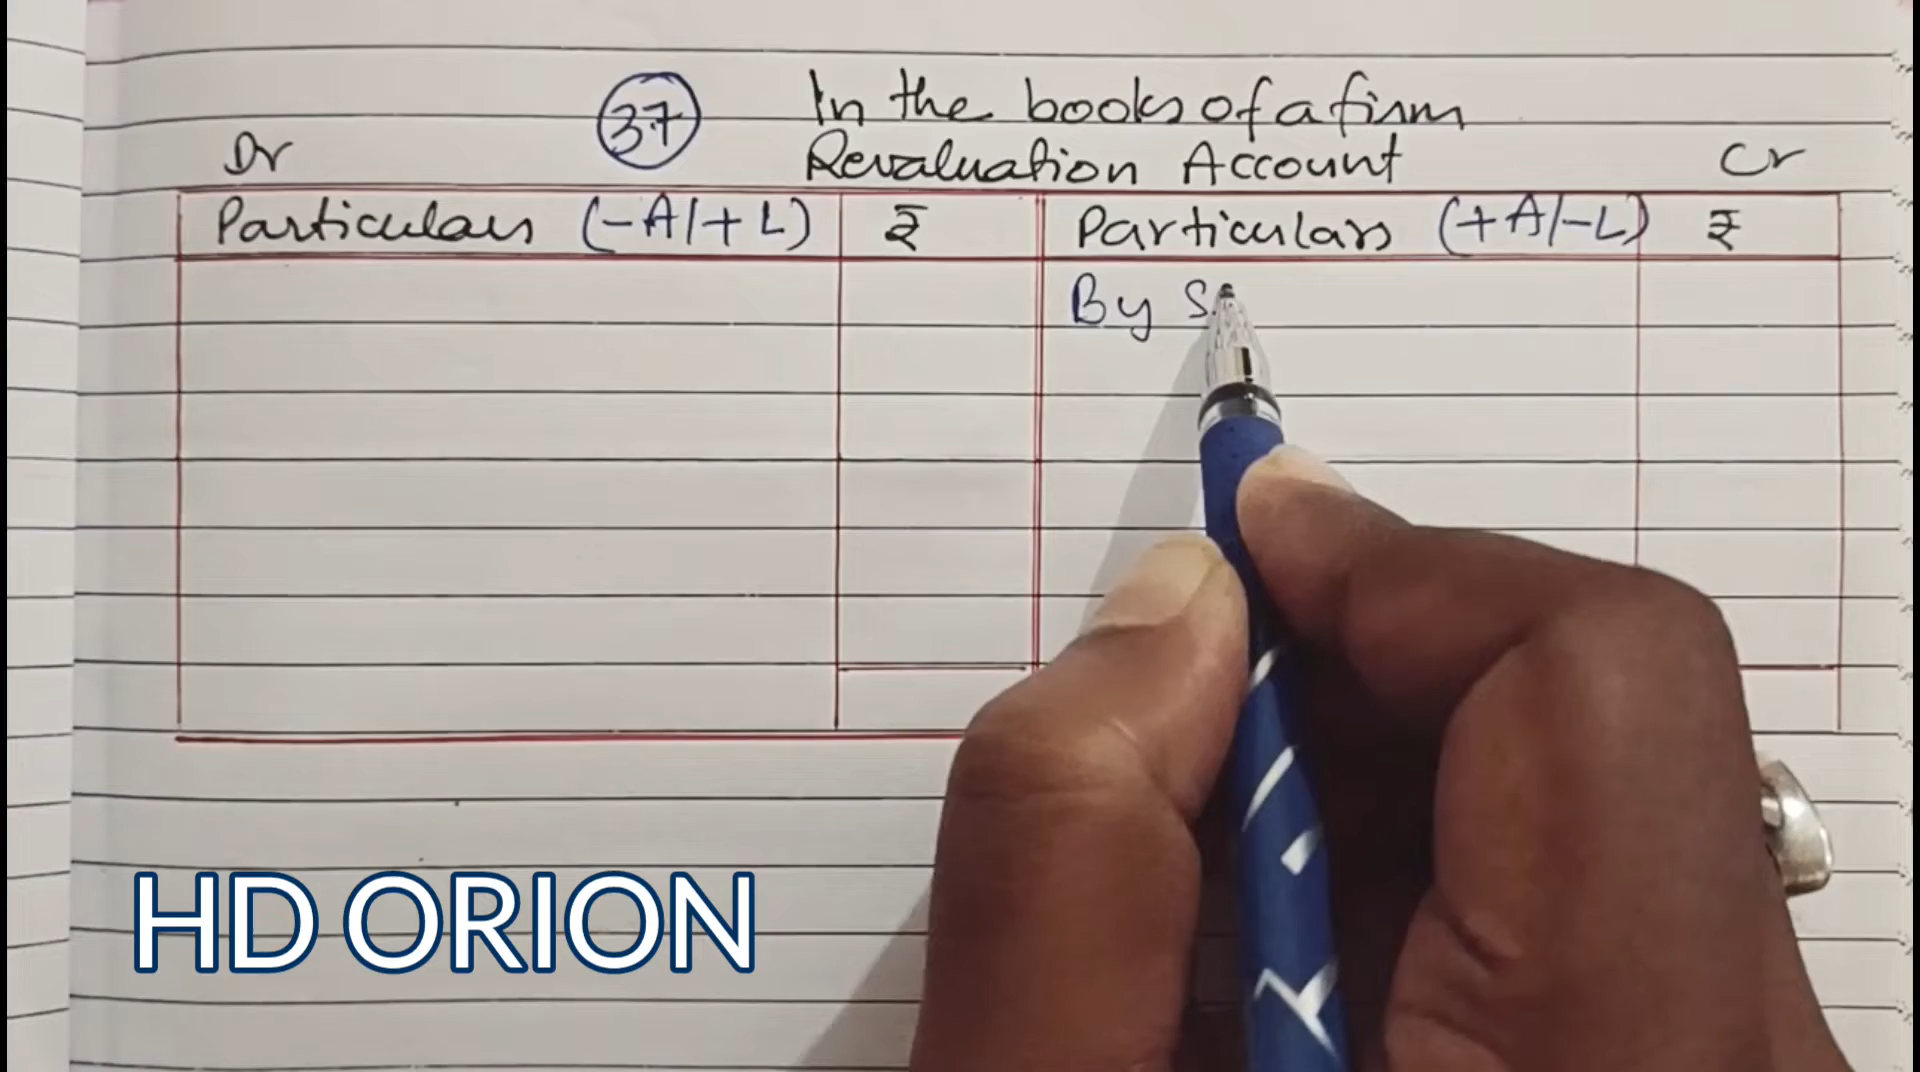 37 In the books of a firm
Dr Revaluation Account Cr
Particulars (-A/+L) ₹ Particulars (+A/-L) ₹
By S
HD ORION